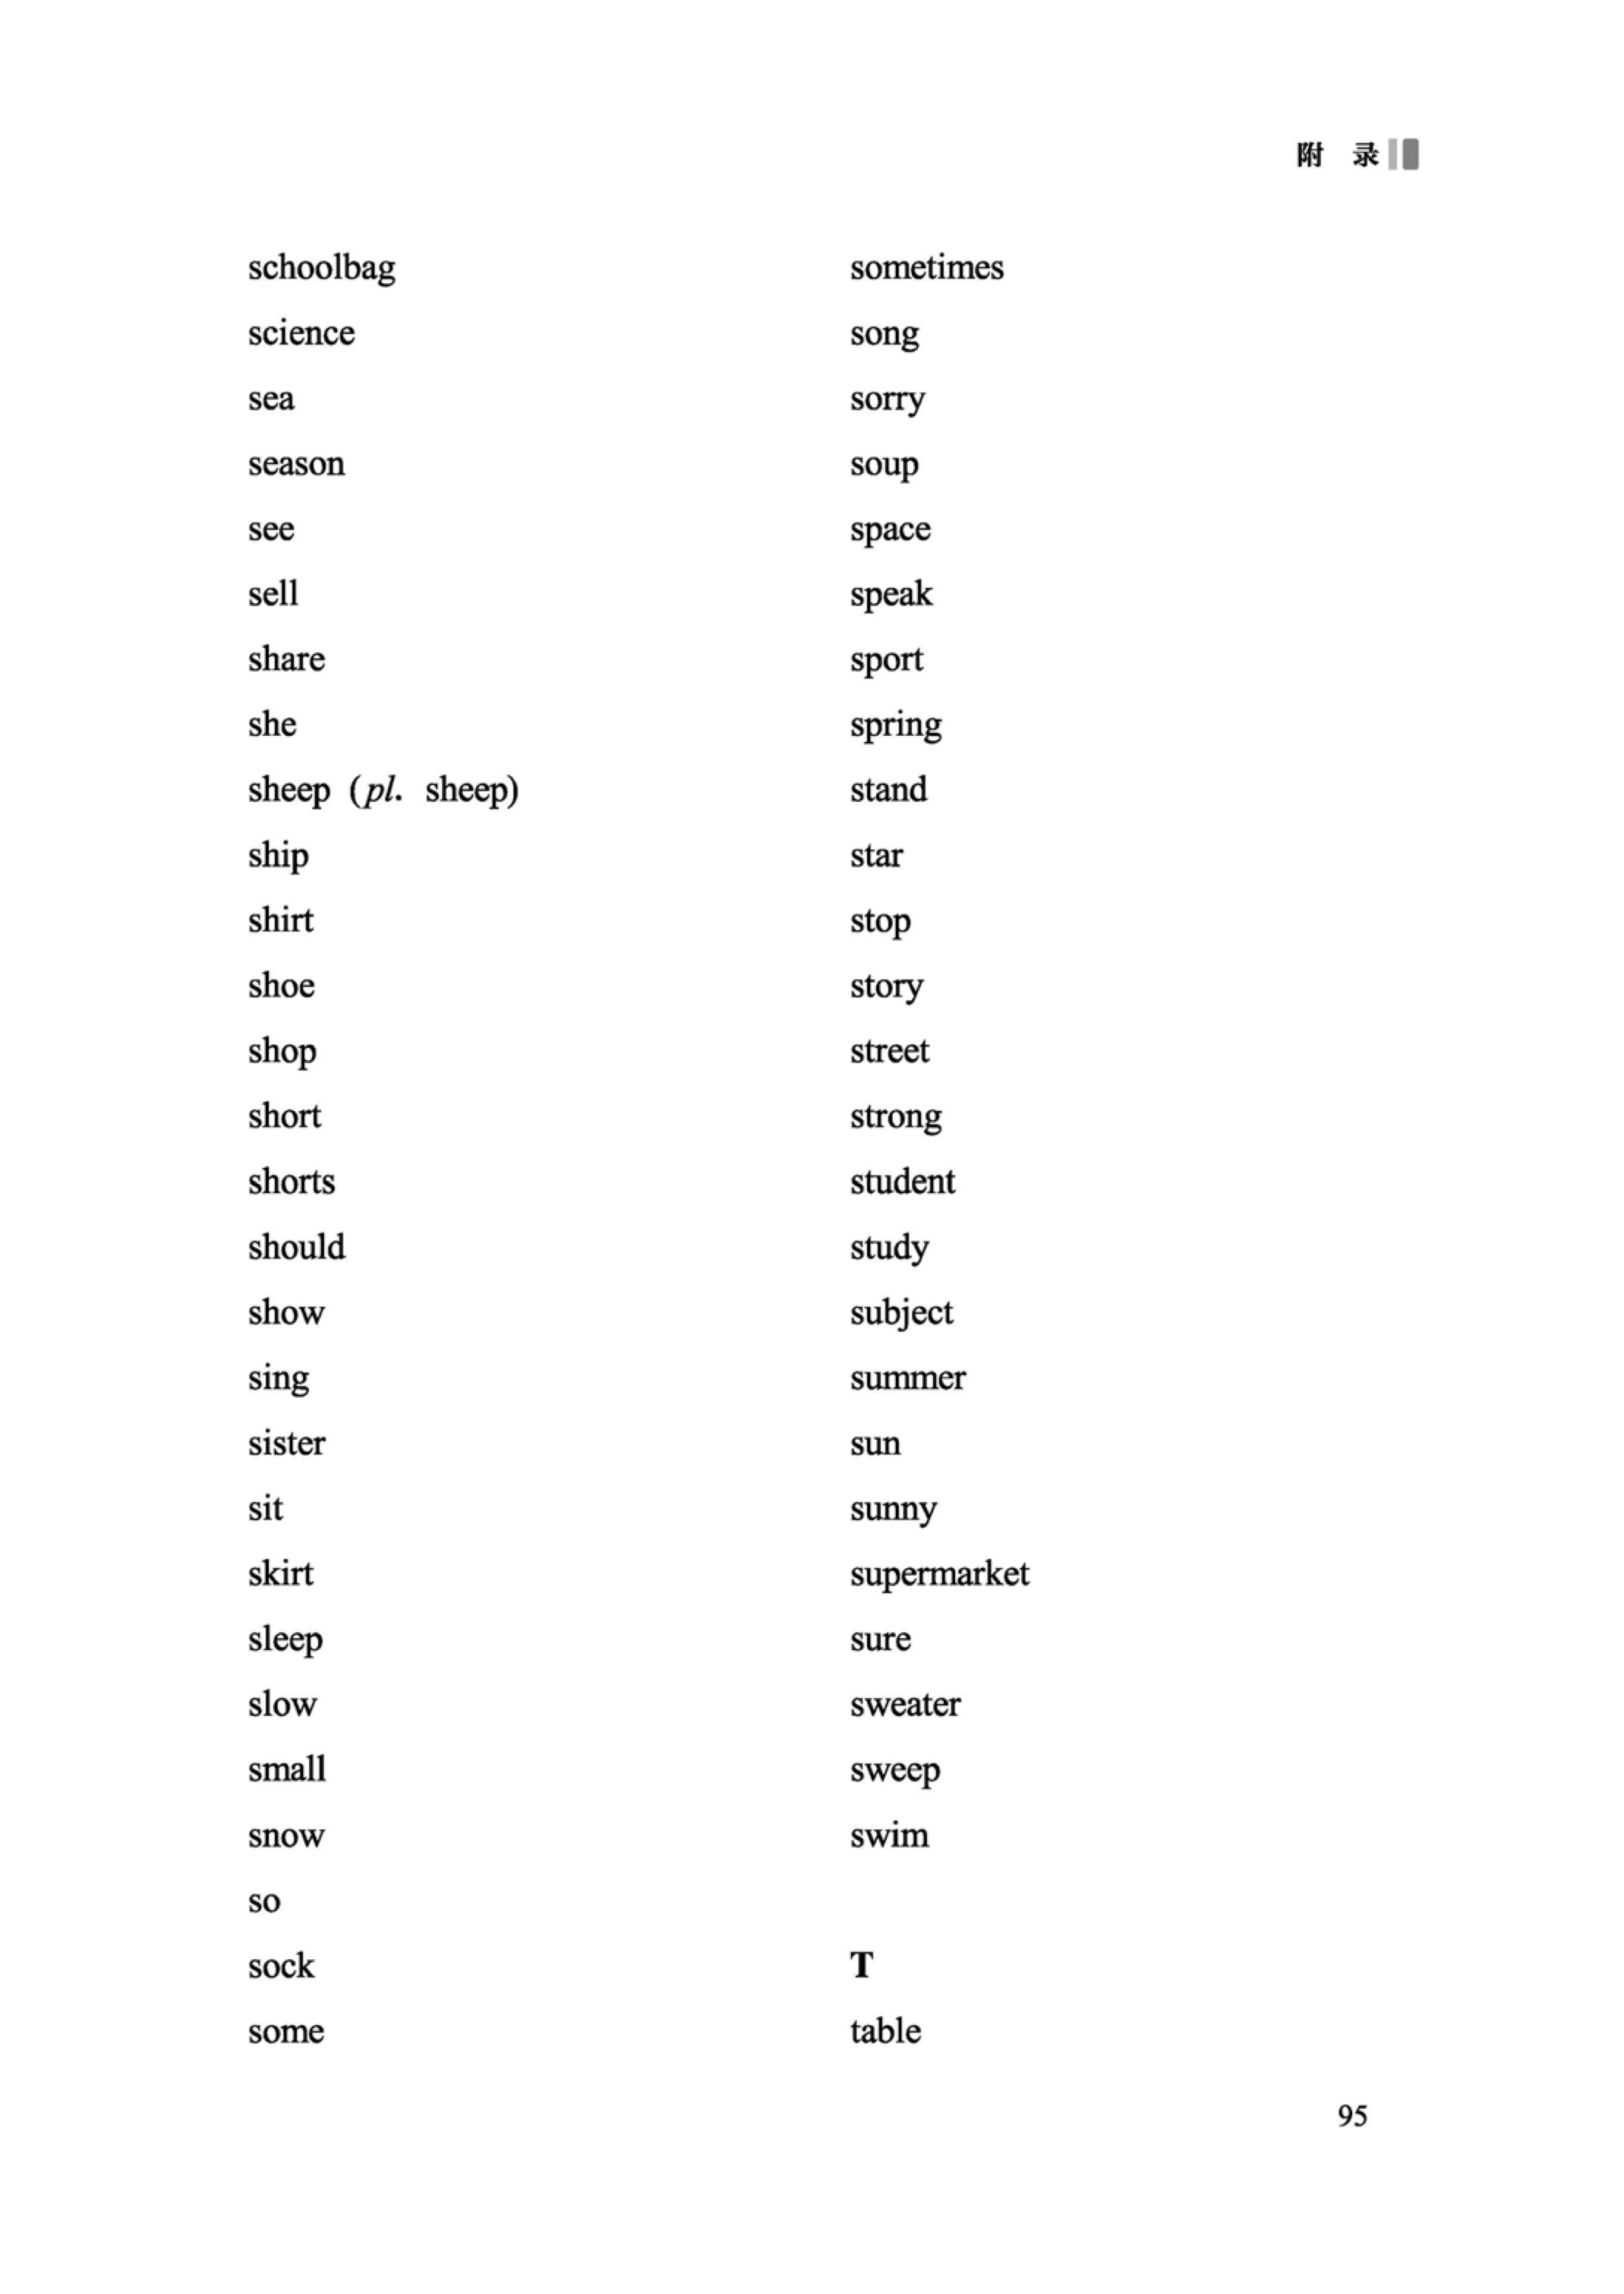 附 录
schoolbag
science
sea
season
see
sell
share
she
sheep (pl. sheep)
ship
shirt
shoe
shop
short
shorts
should
show
sing
sister
sit
skirt
sleep
slow
small
snow
so
sock
some
sometimes
song
sorry
soup
space
speak
sport
spring
stand
star
stop
story
street
strong
student
study
subject
summer
sun
sunny
supermarket
sure
sweater
sweep
swim
T
table
95